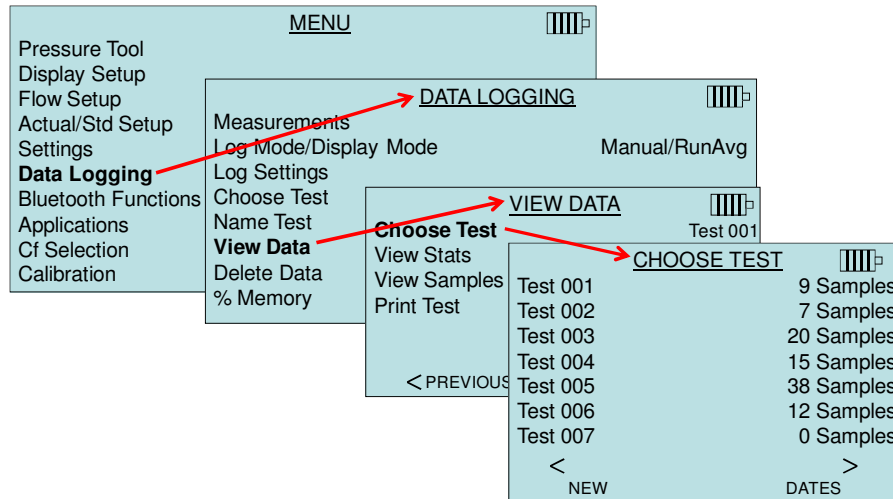 MENU
Pressure Tool
Display Setup
Flow Setup
Actual/Std Setup
Settings
Data Logging
Bluetooth Functions
Applications
Cf Selection
Calibration
DATA LOGGING
Measurements
Log Mode/Display Mode Manual/RunAvg
Log Settings
Choose Test
Name Test
View Data
Delete Data
% Memory
VIEW DATA
Choose Test Test 001
View Stats
View Samples
Print Test
< PREVIOUS
CHOOSE TEST
Test 001 9 Samples
Test 002 7 Samples
Test 003 20 Samples
Test 004 15 Samples
Test 005 38 Samples
Test 006 12 Samples
Test 007 0 Samples
< >
NEW DATES